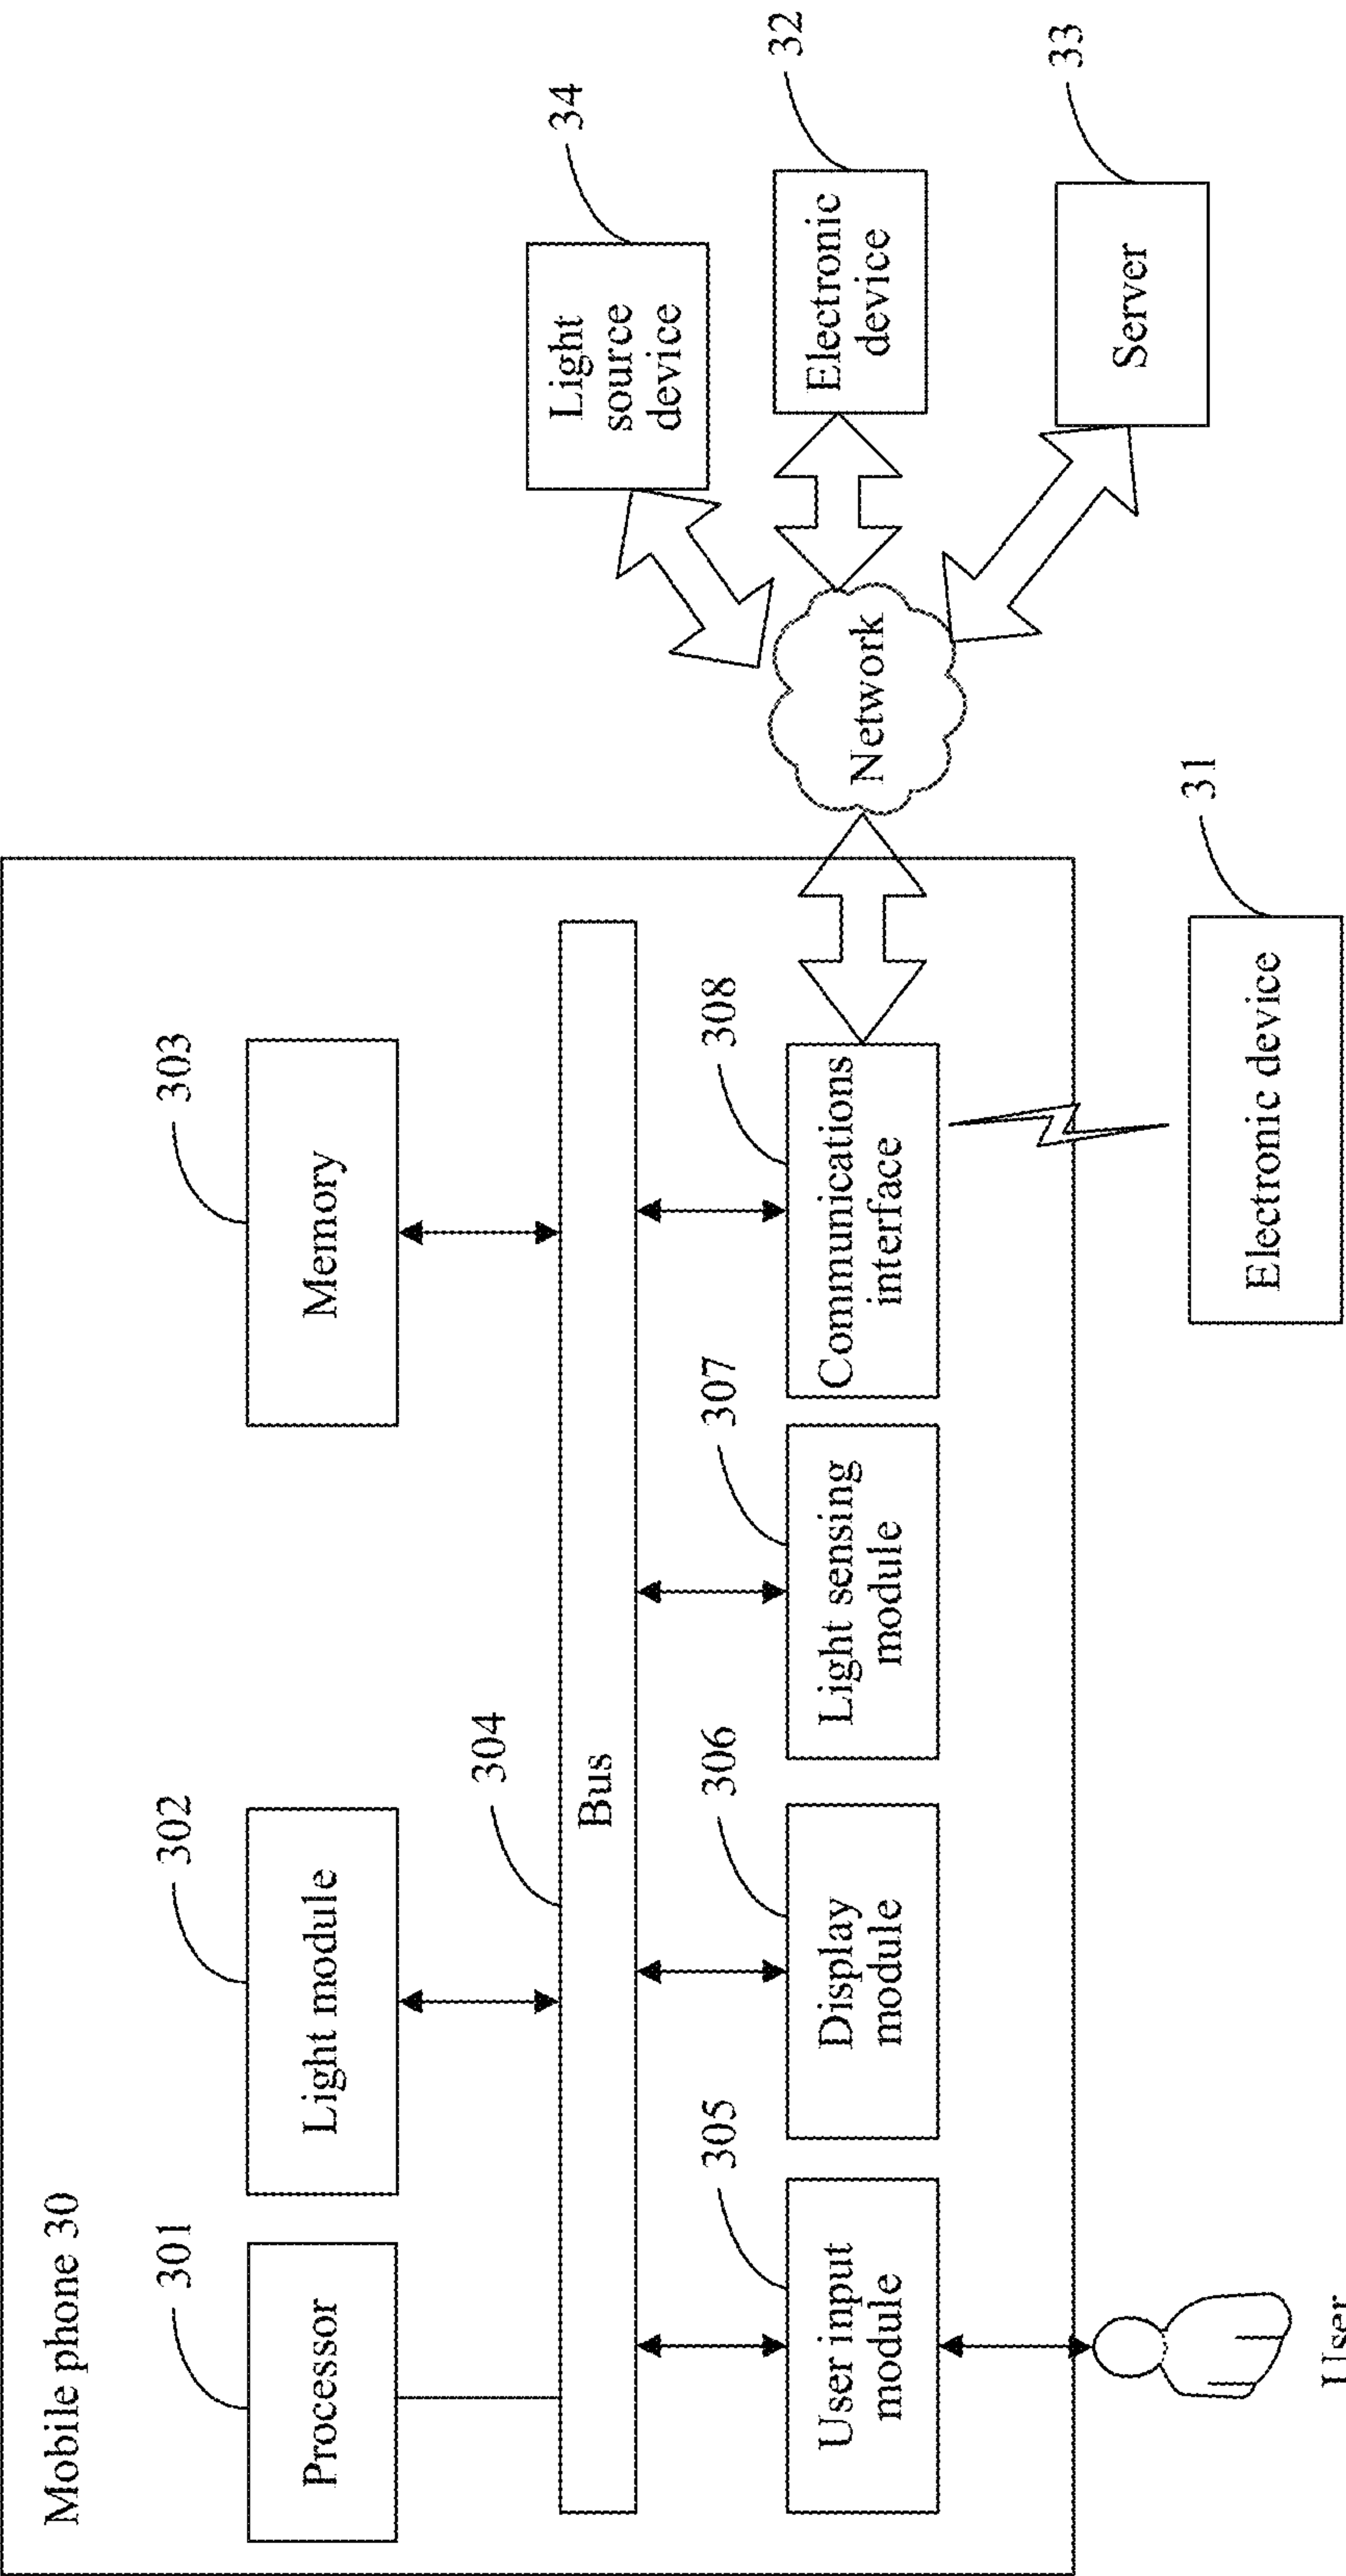 Mobile phone 30
301
Processor
302
Light module
303
Memory
304
Bus
305
User input
module
306
Display
module
307
Light sensing
module
308
Communications
interface
Network
34
Light
source
device
32
Electronic
device
33
Server
31
Electronic device
User